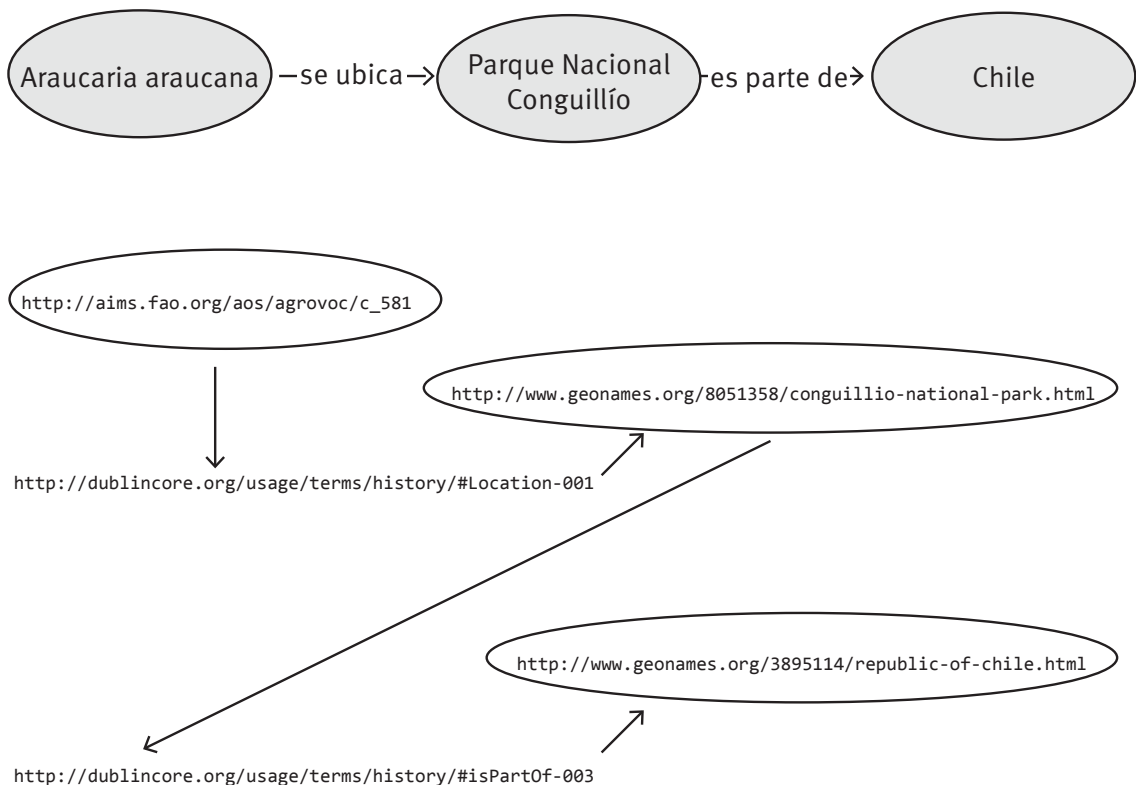 Araucaria araucana
se ubica
Parque Nacional
Conguillío
es parte de
Chile
http://aims.fao.org/aos/agrovoc/c_581
http://www.geonames.org/8051358/conguillio-national-park.html
http://dublincore.org/usage/terms/history/#Location-001
http://www.geonames.org/3895114/republic-of-chile.html
http://dublincore.org/usage/terms/history/#isPartOf-003